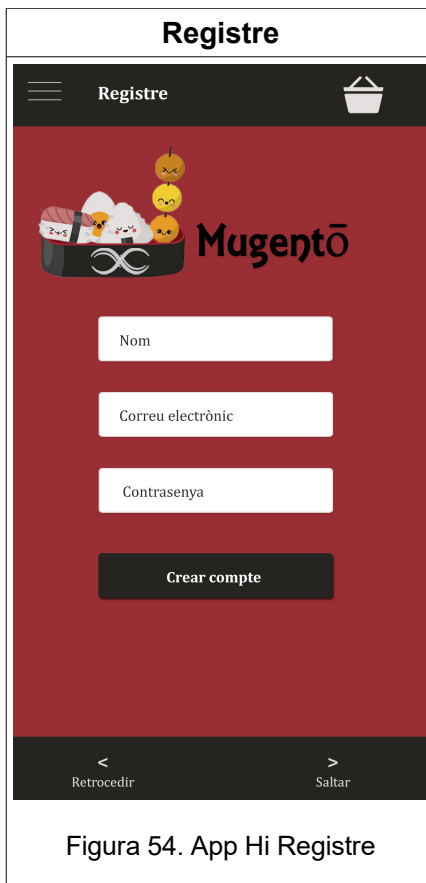 Registre
Registre
Mugentō
Nom
Correu electrònic
Contrasenya
Crear compte
< >
Retrocedir Saltar
Figura 54. App Hi Registre